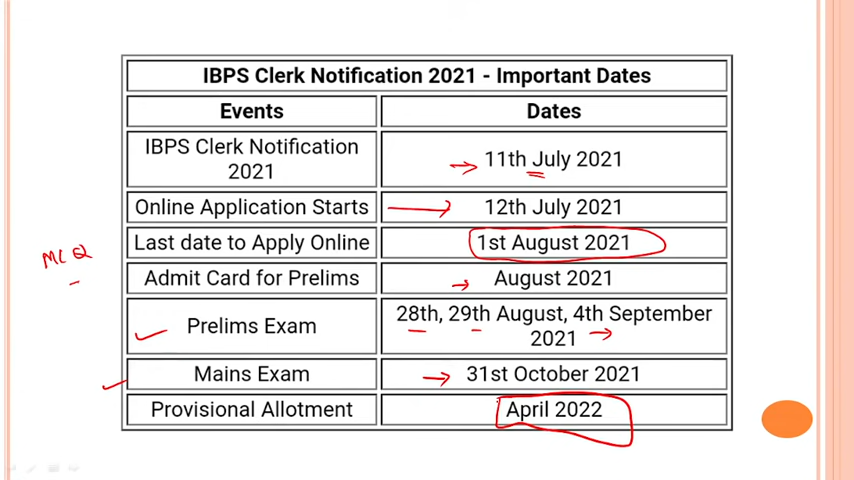 IBPS Clerk Notification 2021 - Important Dates
Events Dates
IBPS Clerk Notification
2021
11th July 2021
Online Application Starts 12th July 2021
Last date to Apply Online 1st August 2021
MCQ
Admit Card for Prelims August 2021
Prelims Exam
28th, 29th August, 4th September
2021
Mains Exam 31st October 2021
Provisional Allotment April 2022